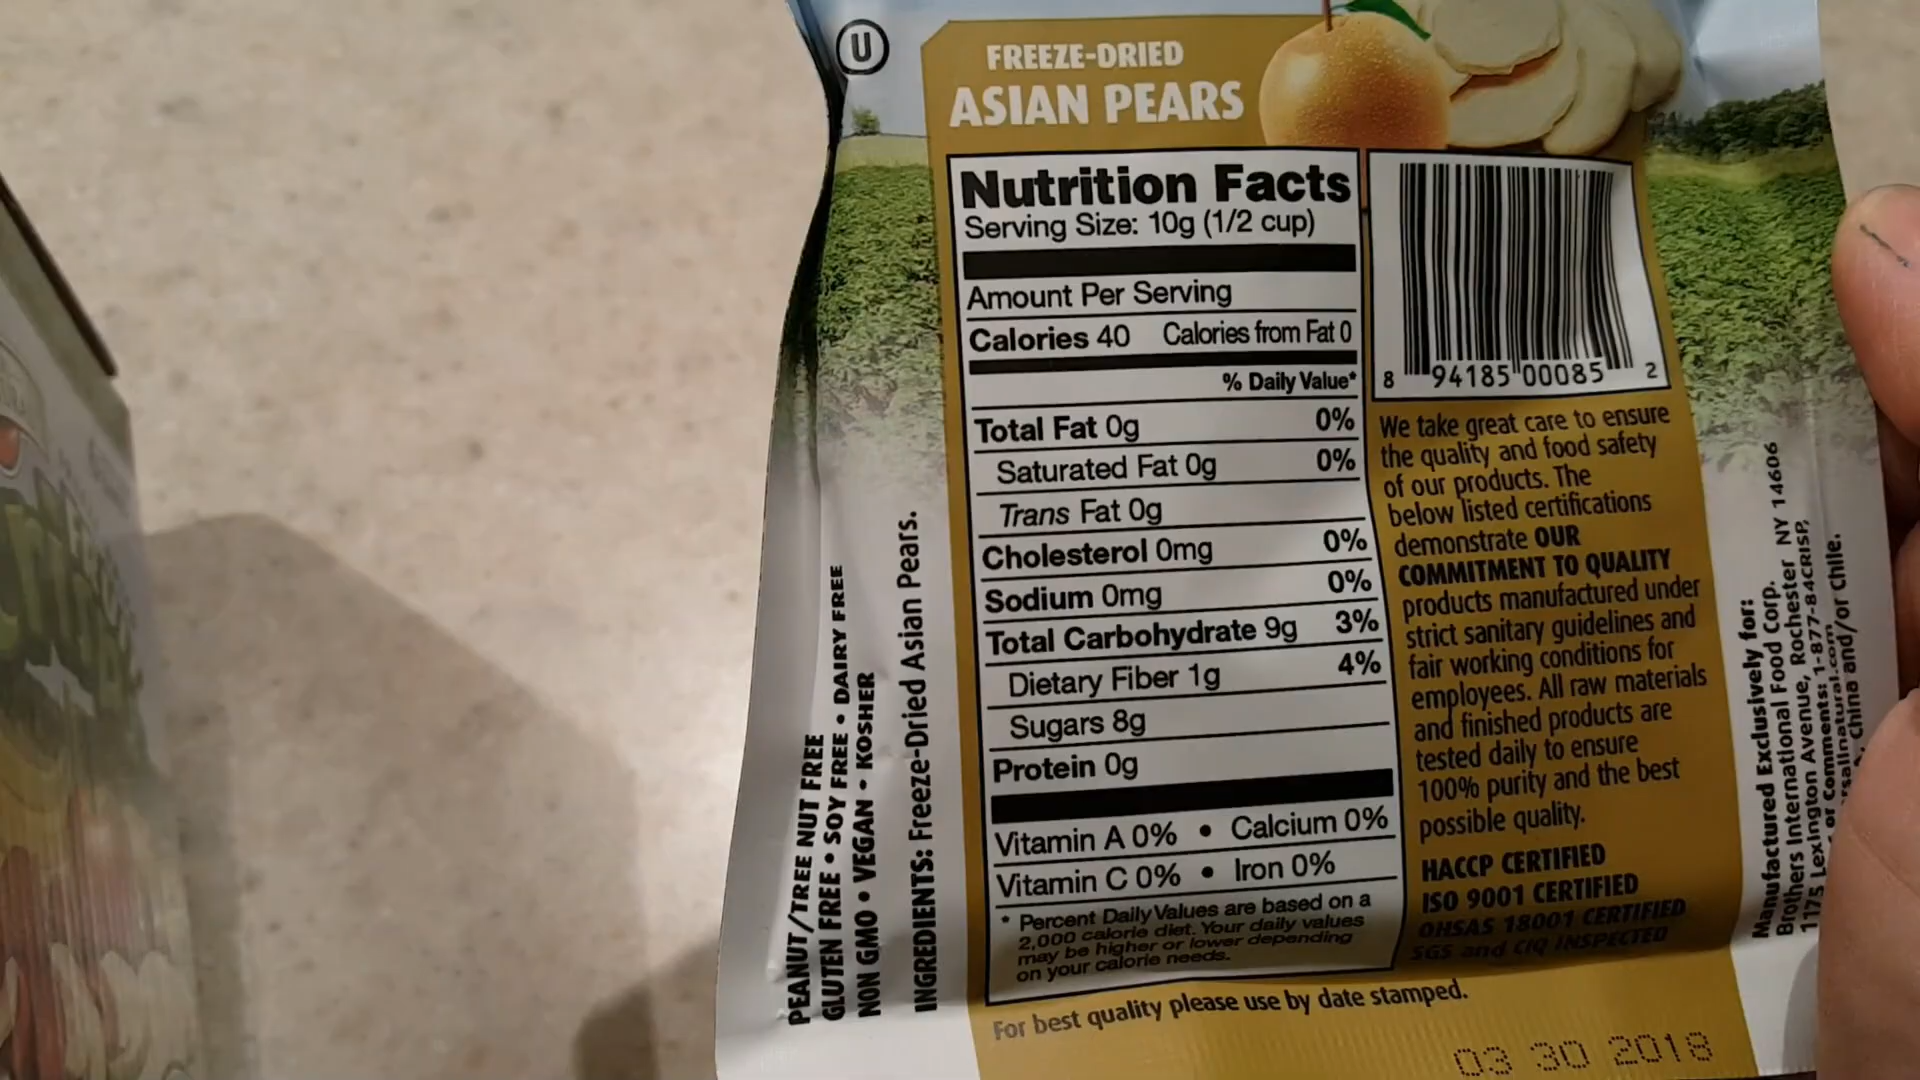 U
FREEZE-DRIED
ASIAN PEARS
Nutrition Facts
Serving Size: 10g (1/2 cup)
Amount Per Serving
Calories 40 Calories from Fat 0
% Daily Value*
Total Fat 0g 0%
Saturated Fat 0g 0%
Trans Fat 0g
Cholesterol 0mg 0%
Sodium 0mg 0%
Total Carbohydrate 9g 3%
Dietary Fiber 1g 4%
Sugars 8g
Protein 0g
Vitamin A 0% • Calcium 0%
Vitamin C 0% • Iron 0%
* Percent Daily Values are based on a
2,000 calorie diet. Your daily values
may be higher or lower depending
on your calorie needs.
8 94185 00085 2
We take great care to ensure
the quality and food safety
of our products. The
below listed certifications
demonstrate OUR
COMMITMENT TO QUALITY
products manufactured under
strict sanitary guidelines and
fair working conditions for
employees. All raw materials
and finished products are
tested daily to ensure
100% purity and the best
possible quality.
HACCP CERTIFIED
ISO 9001 CERTIFIED
OHSAS 18001 CERTIFIED
SGS and CIQ INSPECTED
For best quality please use by date stamped.
03 30 2018
PEANUT/TREE NUT FREE
GLUTEN FREE • SOY FREE • DAIRY FREE
NON GMO • VEGAN • KOSHER
INGREDIENTS: Freeze-Dried Asian Pears.
Manufactured Exclusively for:
Brothers International Food Corp.
1175 Lexington Avenue, Rochester NY 14606
or Comments: 1-877-84CRISP,
China and/or Chile.